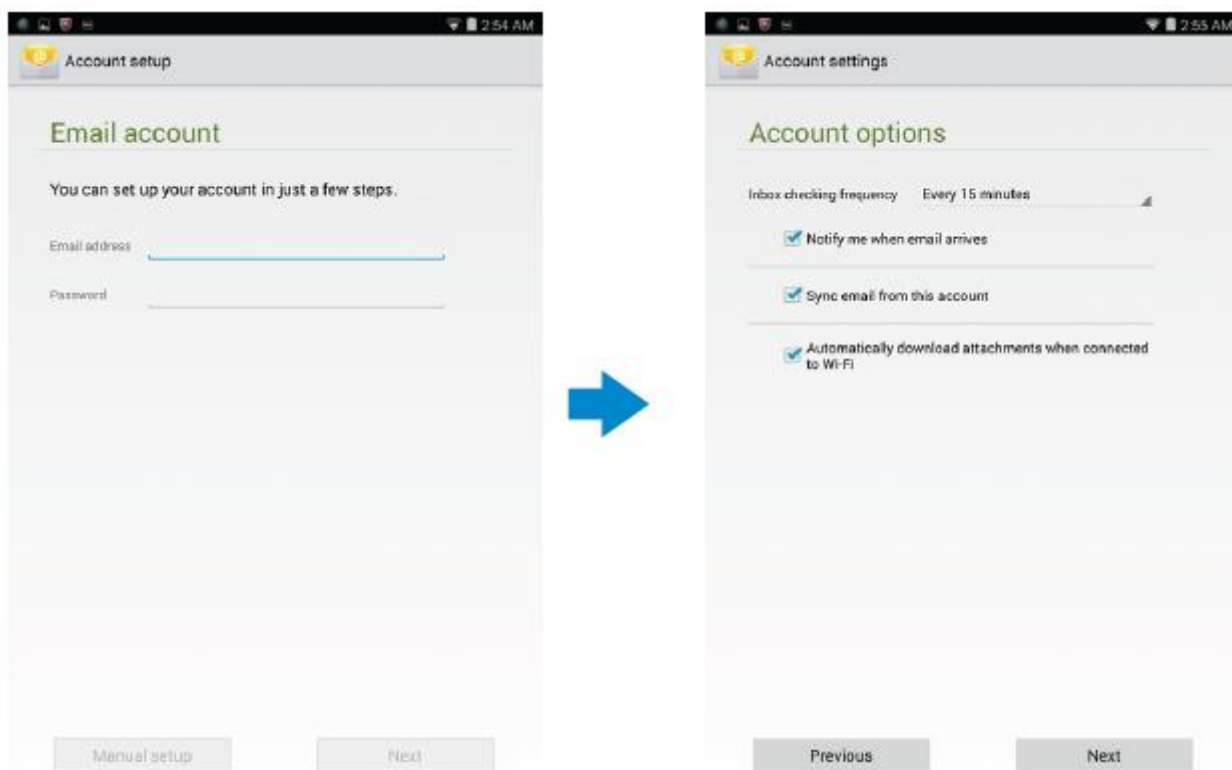 2:54 AM
Account setup
Email account
You can set up your account in just a few steps.
Email address
Password
Manual setup
Next
2:55 AM
Account settings
Account options
Inbox checking frequency Every 15 minutes
Notify me when email arrives
Sync email from this account
Automatically download attachments when connected
to Wi-Fi
Previous
Next